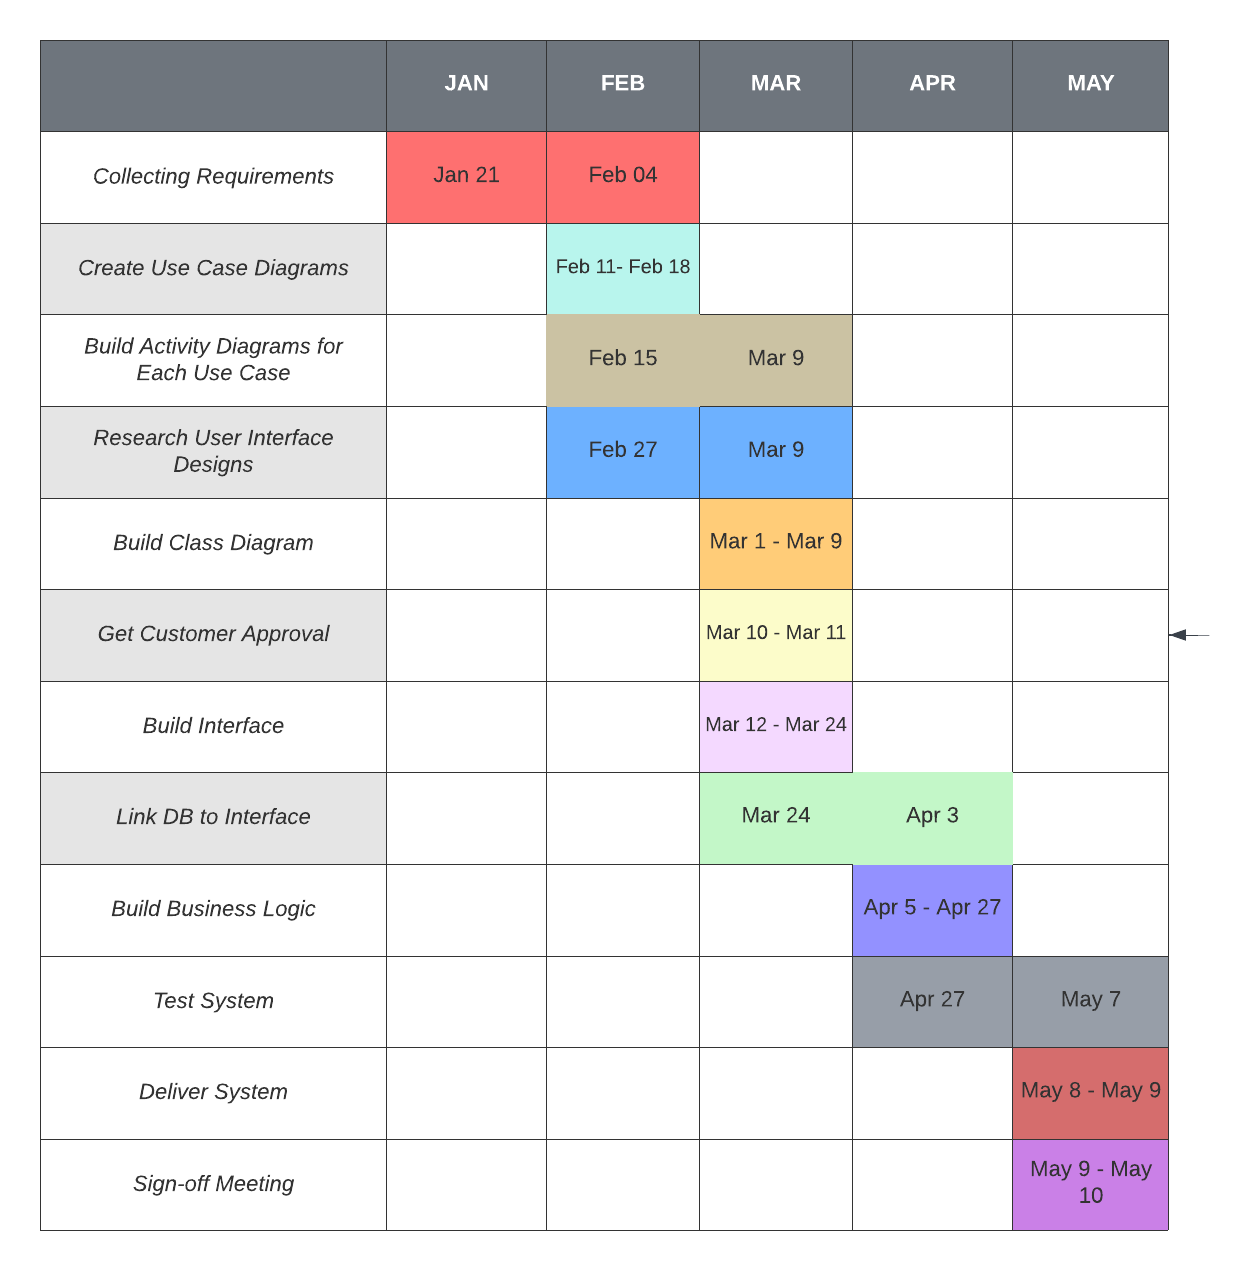 JAN FEB MAR APR MAY
Collecting Requirements Jan 21 Feb 04
Create Use Case Diagrams Feb 11- Feb 18
Build Activity Diagrams for
Each Use Case Feb 15 Mar 9
Research User Interface
Designs Feb 27 Mar 9
Build Class Diagram Mar 1 - Mar 9
Get Customer Approval Mar 10 - Mar 11
Build Interface Mar 12 - Mar 24
Link DB to Interface Mar 24 Apr 3
Build Business Logic Apr 5 - Apr 27
Test System Apr 27 May 7
Deliver System May 8 - May 9
Sign-off Meeting May 9 - May
10